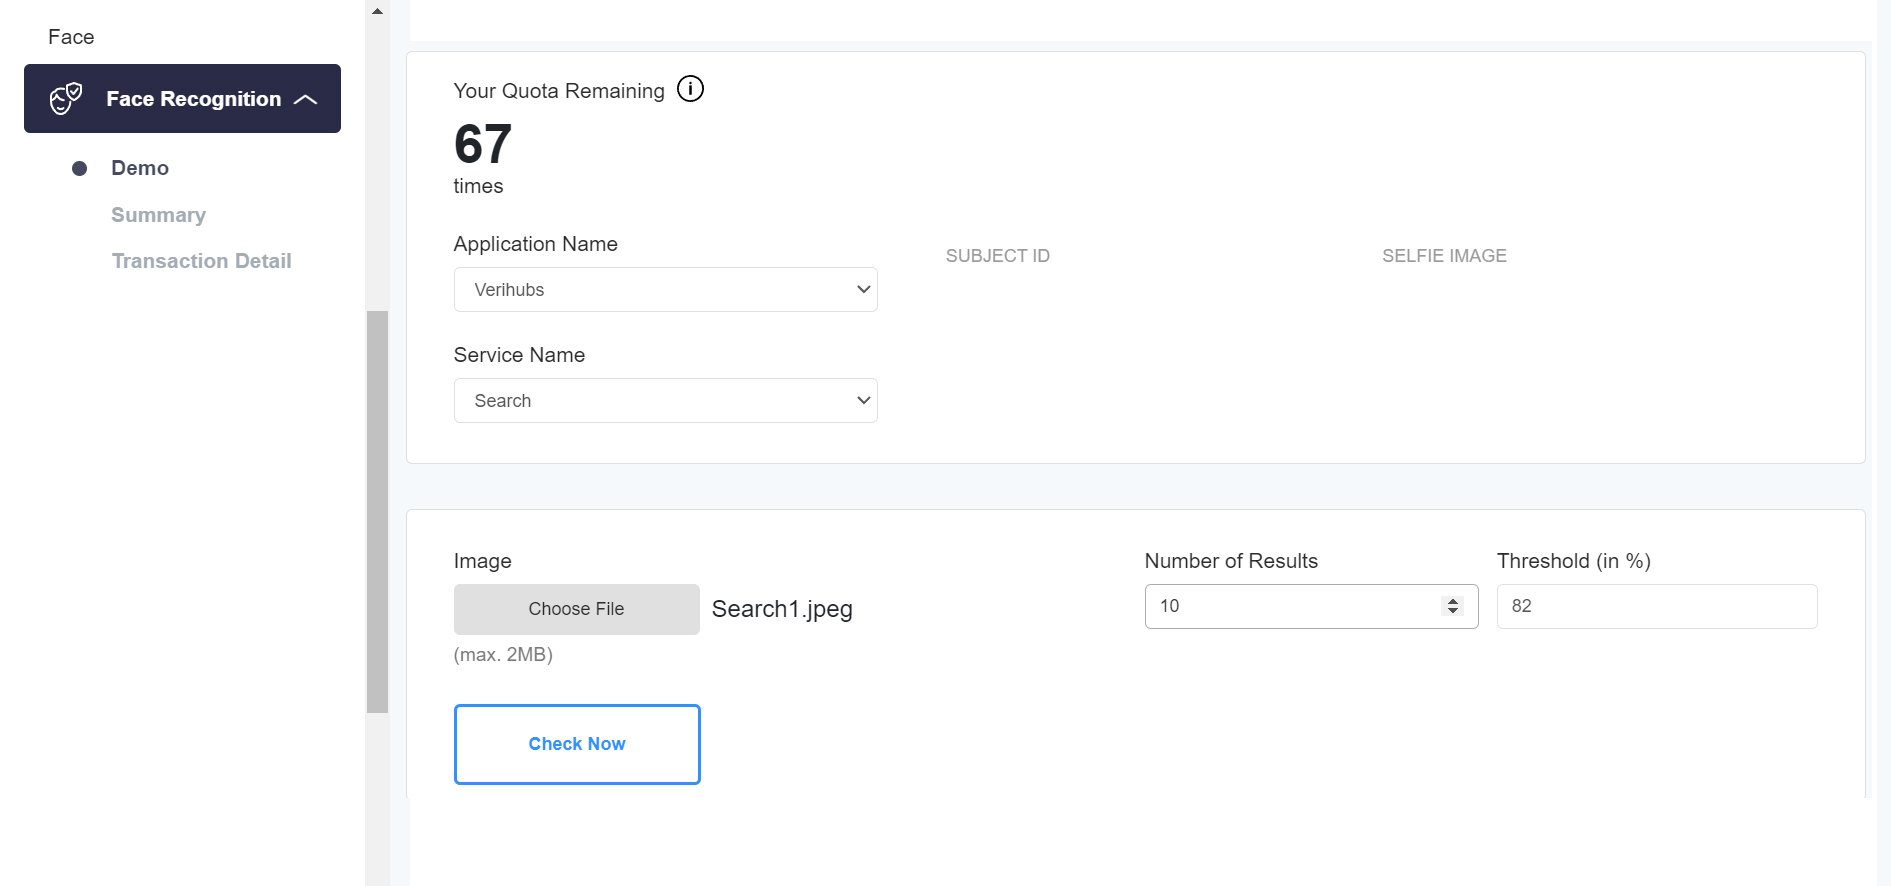 Face
Face Recognition
Demo
Summary
Transaction Detail
Your Quota Remaining
67
times
Application Name
Verihubs
Service Name
Search
SUBJECT ID
SELFIE IMAGE
Image
Choose File Search1.jpeg
(max. 2MB)
Number of Results
10
Threshold (in %)
82
Check Now